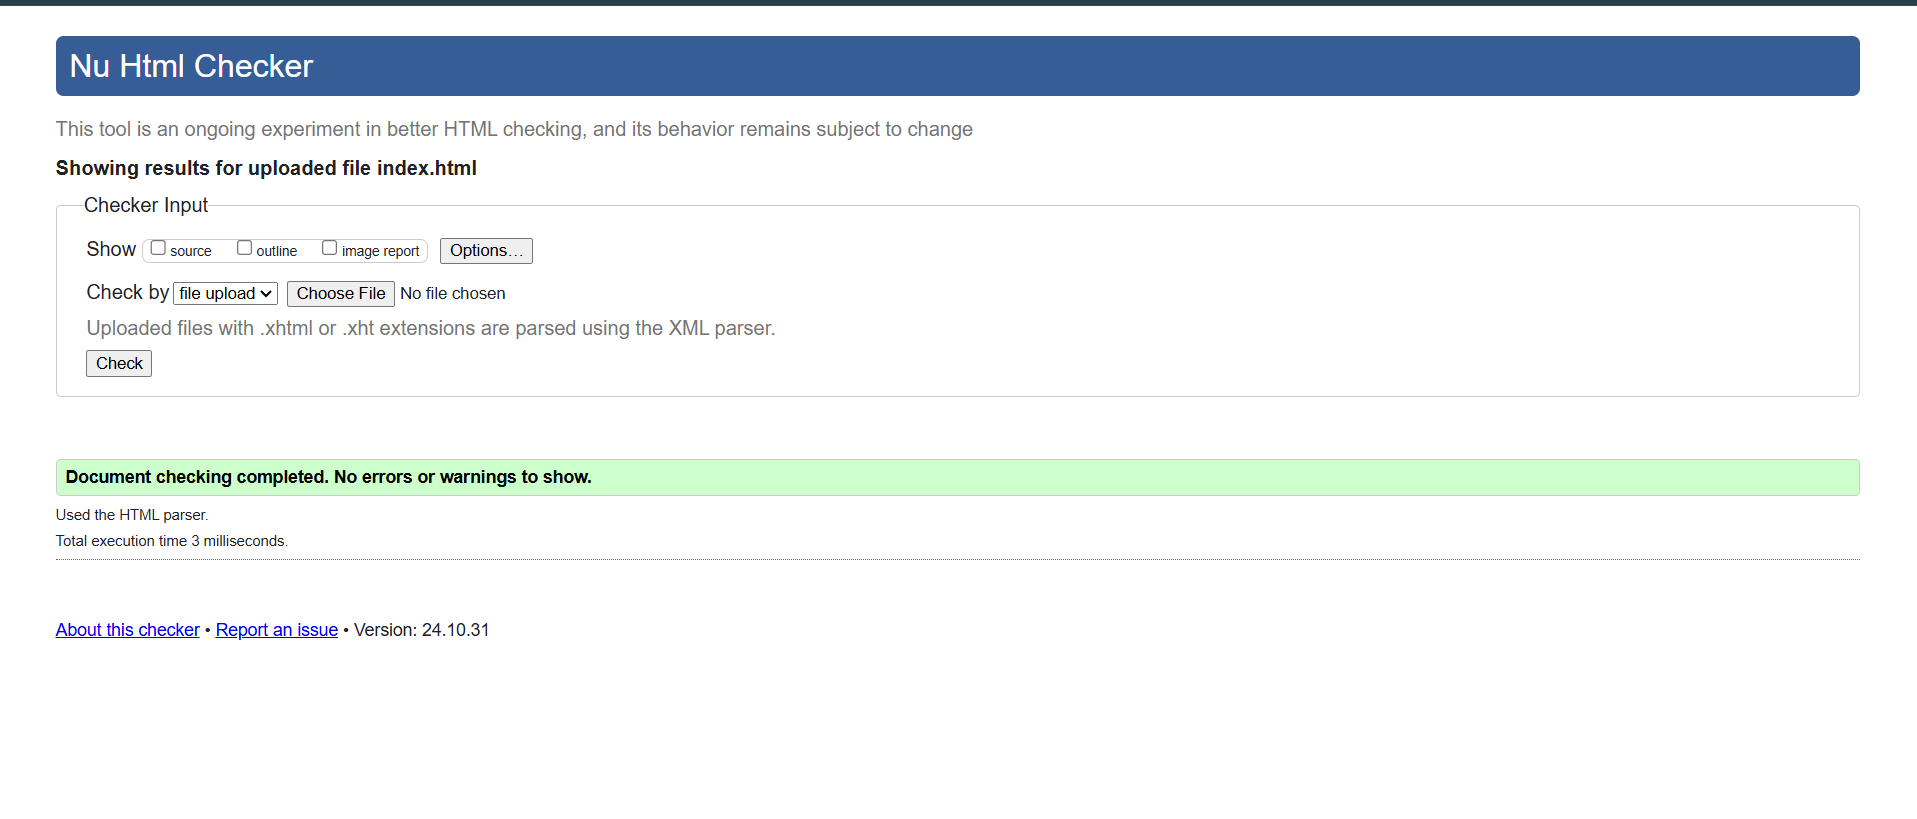 Nu Html Checker
This tool is an ongoing experiment in better HTML checking, and its behavior remains subject to change
Showing results for uploaded file index.html
Checker Input
Show source outline image report Options…
Check by file upload Choose File No file chosen
Uploaded files with .xhtml or .xht extensions are parsed using the XML parser.
Check
Document checking completed. No errors or warnings to show.
Used the HTML parser.
Total execution time 3 milliseconds.
About this checker • Report an issue • Version: 24.10.31